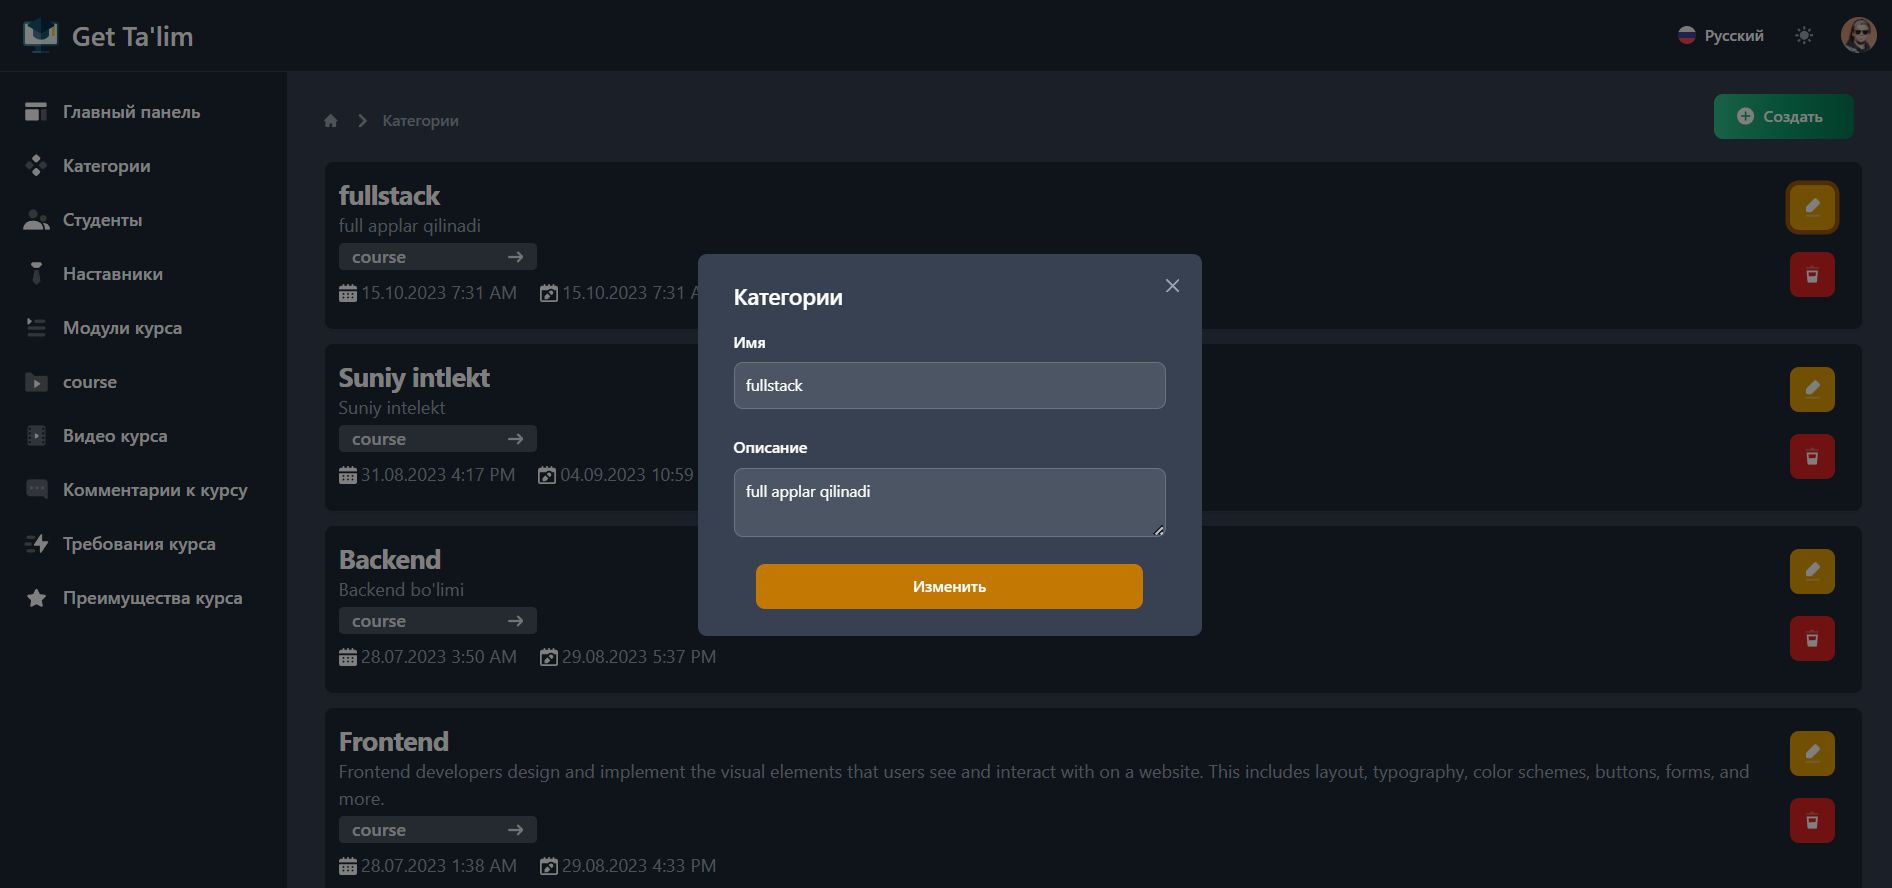 Get Ta'lim
Русский
Главный панель
Категории
Студенты
Наставники
Модули курса
course
Видео курса
Комментарии к курсу
Требования курса
Преимущества курса
Категории
Создать
fullstack
full applar qilinadi
course
15.10.2023 7:31 AM 15.10.2023 7:31 A
Suniy intlekt
Suniy intelekt
course
31.08.2023 4:17 PM 04.09.2023 10:59
Backend
Backend bo'limi
course
28.07.2023 3:50 AM 29.08.2023 5:37 PM
Frontend
Frontend developers design and implement the visual elements that users see and interact with on a website. This includes layout, typography, color schemes, buttons, forms, and
more.
course
28.07.2023 1:38 AM 29.08.2023 4:33 PM
Категории
Имя
fullstack
Описание
full applar qilinadi
Изменить